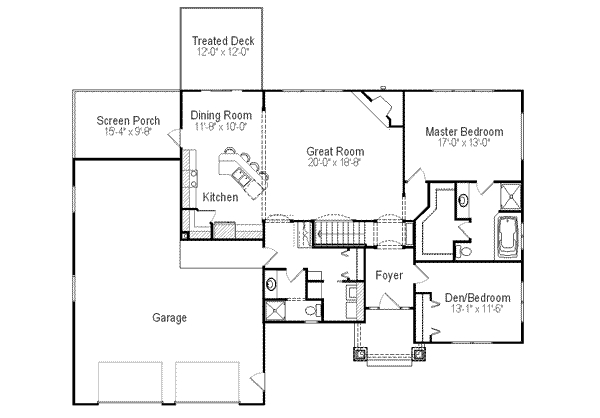 Treated Deck
12'-0" x 12'-0"
Screen Porch
15'-4" x 9'-8"
Dining Room
11'-8" x 10'-0"
Great Room
20'-0" x 18'-8"
Master Bedroom
17'-0" x 13'-0"
Kitchen
Foyer
Den/Bedroom
13'-1" x 11'-6"
Garage